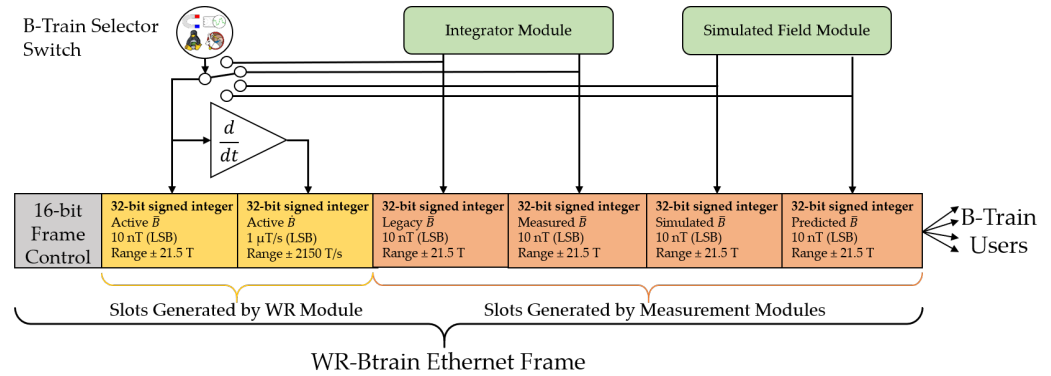 B-Train Selector
Switch
Integrator Module
Simulated Field Module
d
dt
16-bit
Frame
Control
32-bit signed integer
Active B̄
10 nT (LSB)
Range ± 21.5 T
32-bit signed integer
Active Ḃ
1 μT/s (LSB)
Range ± 2150 T/s
32-bit signed integer
Legacy B̄
10 nT (LSB)
Range ± 21.5 T
32-bit signed integer
Measured B̄
10 nT (LSB)
Range ± 21.5 T
32-bit signed integer
Simulated B̄
10 nT (LSB)
Range ± 21.5 T
32-bit signed integer
Predicted B̄
10 nT (LSB)
Range ± 21.5 T
B-Train
Users
Slots Generated by WR Module
Slots Generated by Measurement Modules
WR-Btrain Ethernet Frame